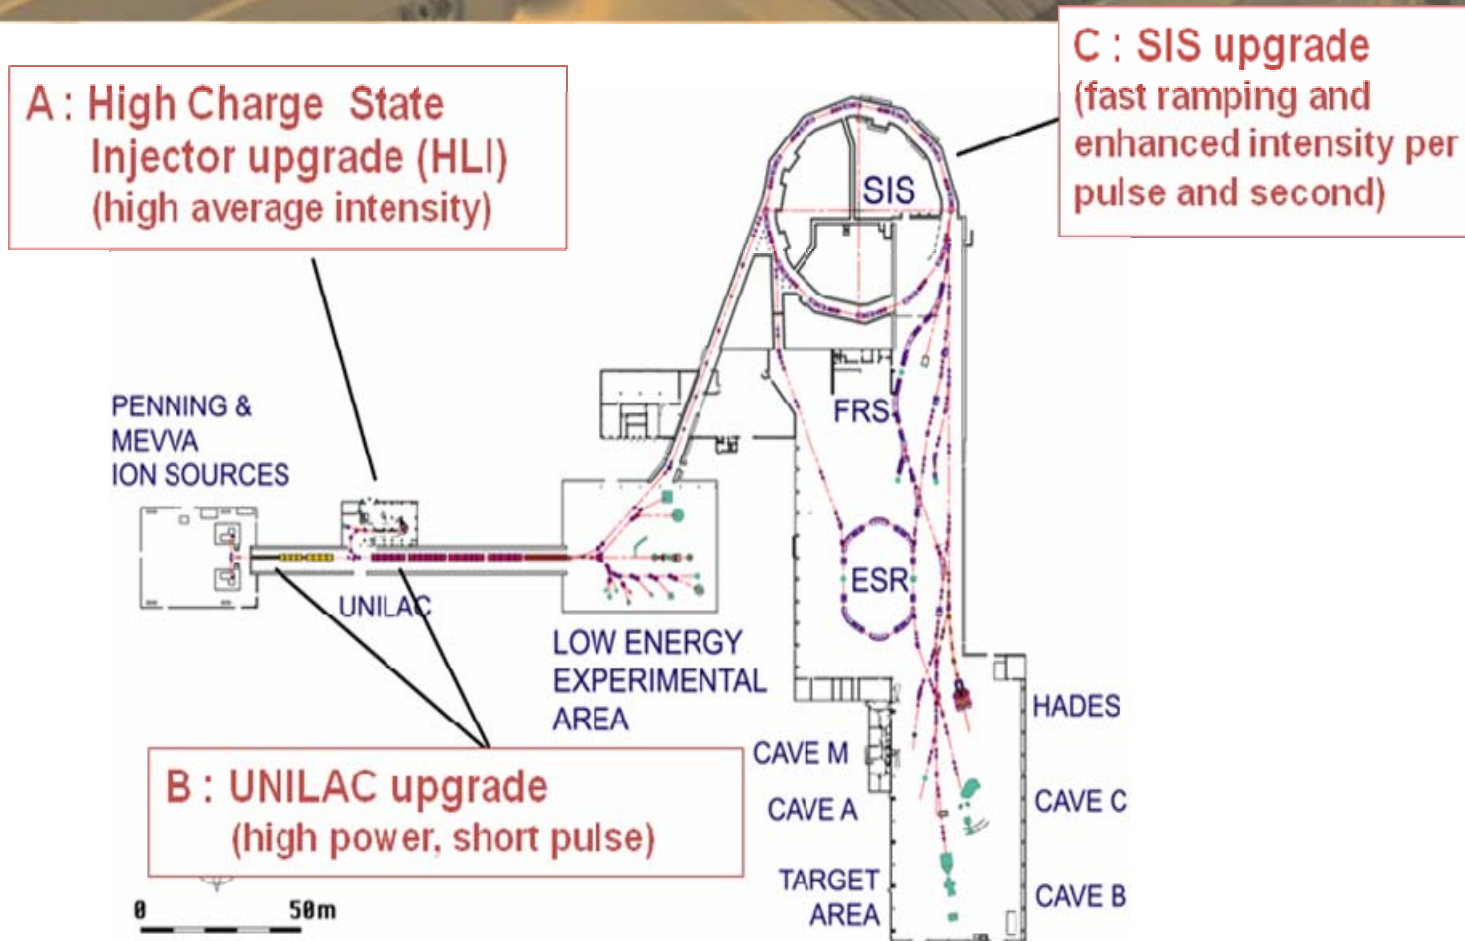 A : High Charge State
Injector upgrade (HLI)
(high average intensity)
C : SIS upgrade
(fast ramping and
enhanced intensity per
pulse and second)
SIS
FRS
PENNING &
MEVVA
ION SOURCES
UNILAC
ESR
LOW ENERGY
EXPERIMENTAL
AREA
HADES
CAVE M
CAVE A
CAVE C
B : UNILAC upgrade
(high power, short pulse)
TARGET
AREA
CAVE B
0 50m